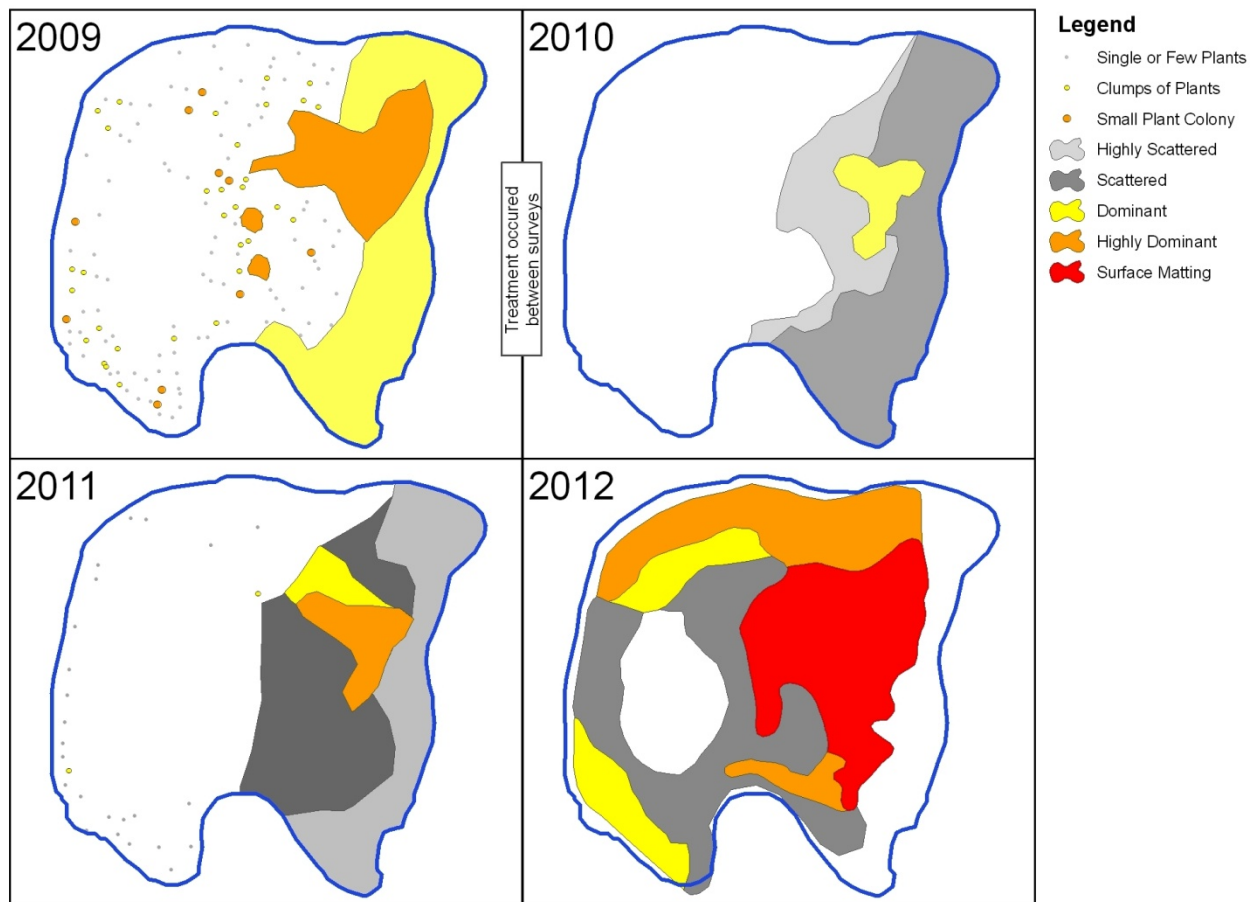 2009
2010
Treatment occured
between surveys
2011
2012
Legend
Single or Few Plants
Clumps of Plants
Small Plant Colony
Highly Scattered
Scattered
Dominant
Highly Dominant
Surface Matting